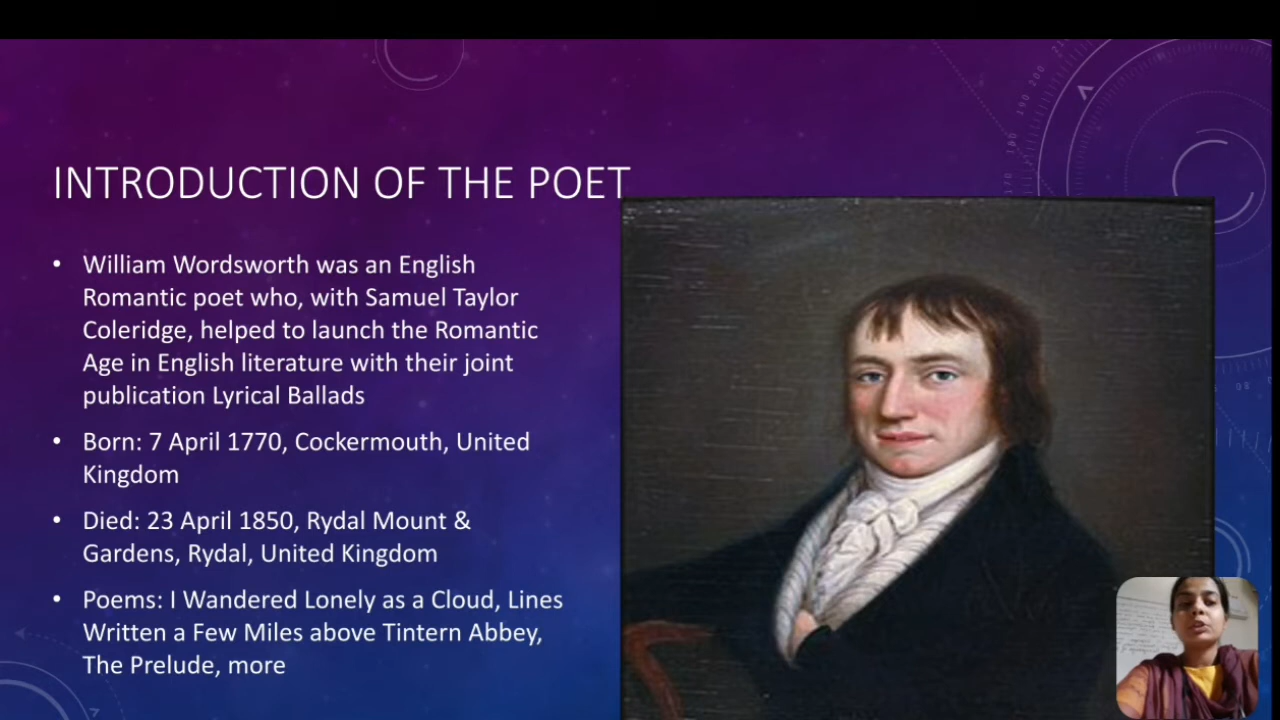 INTRODUCTION OF THE POET
• William Wordsworth was an English
Romantic poet who, with Samuel Taylor
Coleridge, helped to launch the Romantic
Age in English literature with their joint
publication Lyrical Ballads
• Born: 7 April 1770, Cockermouth, United
Kingdom
• Died: 23 April 1850, Rydal Mount &
Gardens, Rydal, United Kingdom
• Poems: I Wandered Lonely as a Cloud, Lines
Written a Few Miles above Tintern Abbey,
The Prelude, more